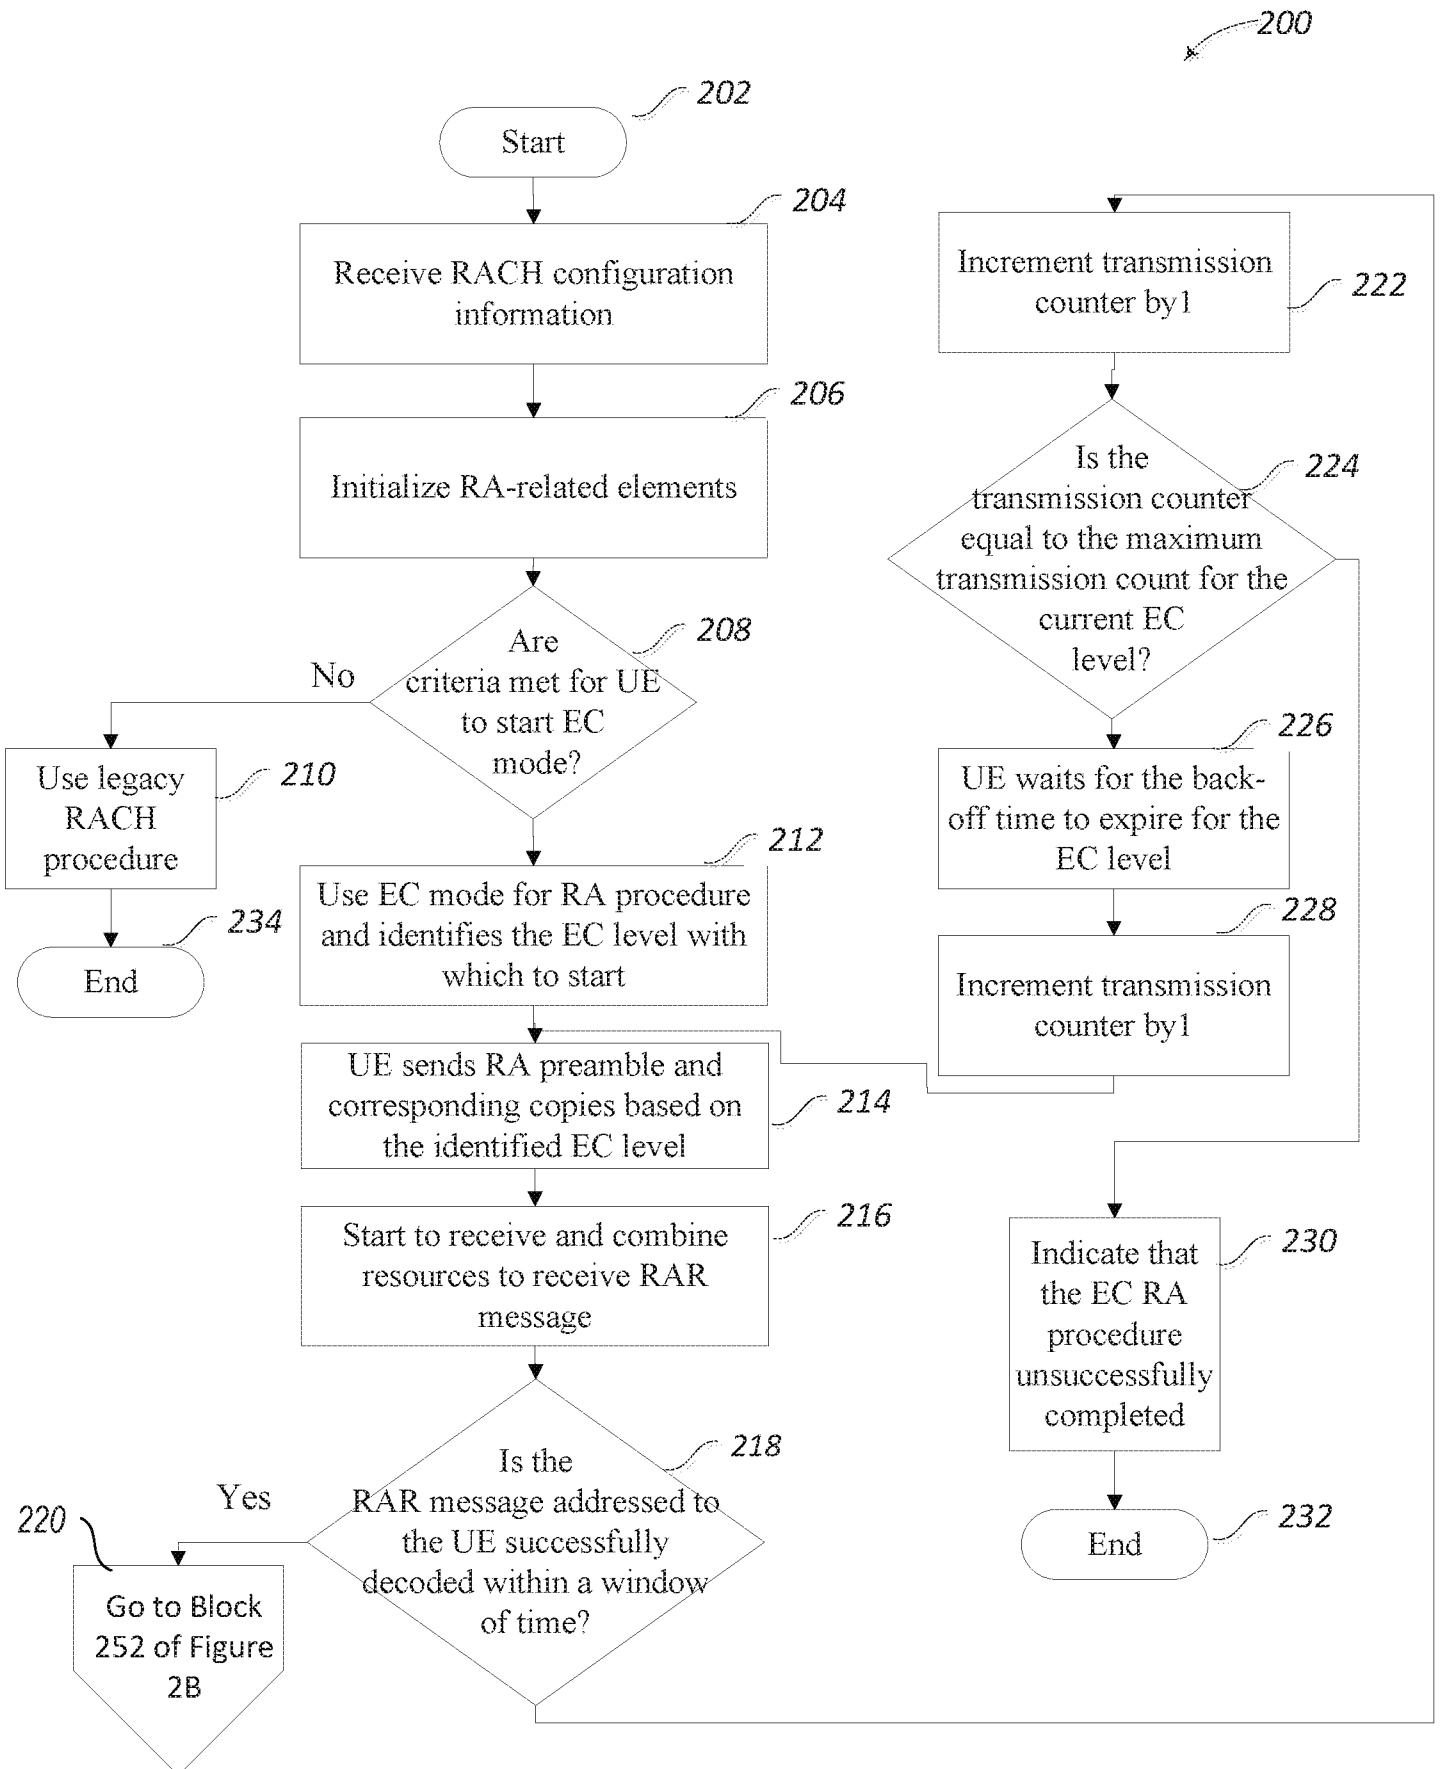 200
202
Start
204
Receive RACH configuration
information
206
Initialize RA-related elements
208
Are
criteria met for UE
to start EC
mode?
No
210
Use legacy
RACH
procedure
234
End
212
Use EC mode for RA procedure
and identifies the EC level with
which to start
214
UE sends RA preamble and
corresponding copies based on
the identified EC level
216
Start to receive and combine
resources to receive RAR
message
218
Is the
RAR message addressed to
the UE successfully
decoded within a window
of time?
Yes
220
Go to Block
252 of Figure
2B
222
Increment transmission
counter by1
224
Is the
transmission counter
equal to the maximum
transmission count for the
current EC
level?
226
UE waits for the back-
off time to expire for the
EC level
228
Increment transmission
counter by1
230
Indicate that
the EC RA
procedure
unsuccessfully
completed
232
End